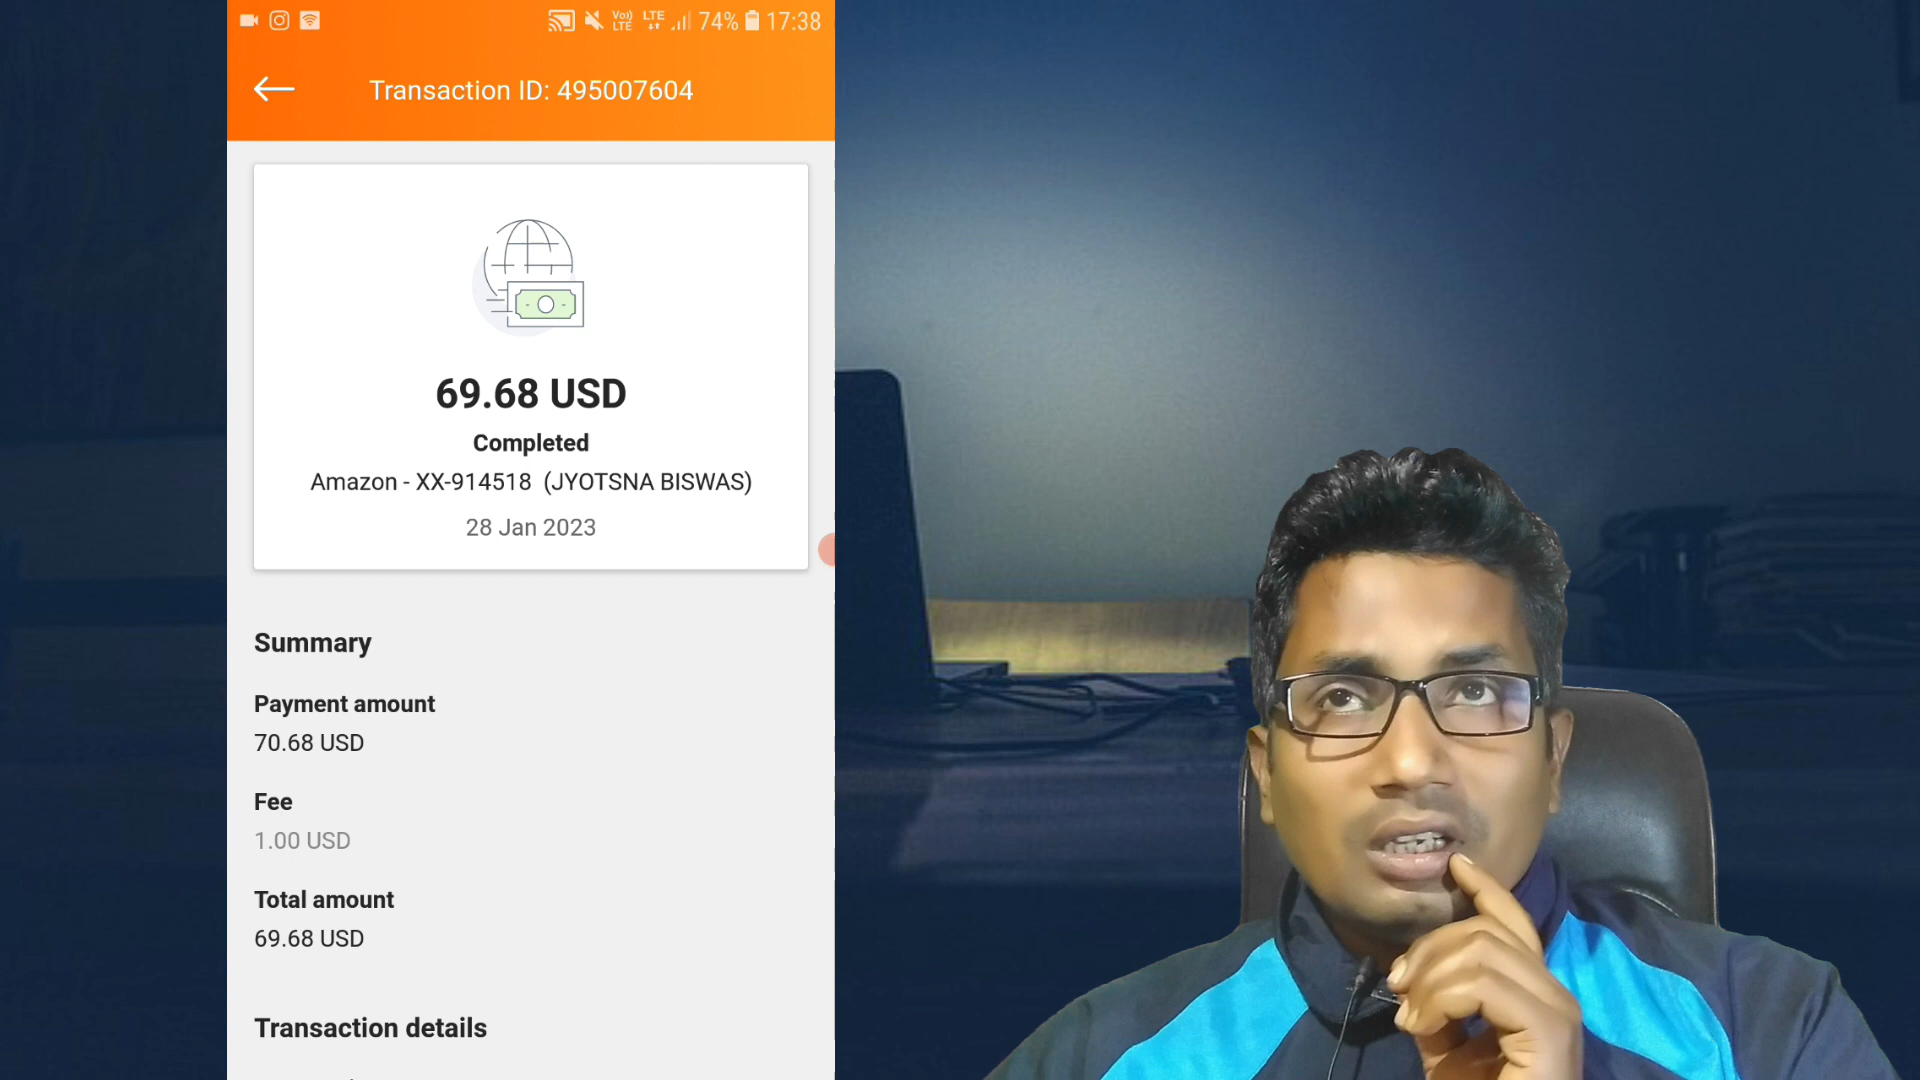 74% 17:38
Transaction ID: 495007604
69.68 USD
Completed
Amazon - XX-914518 (JYOTSNA BISWAS)
28 Jan 2023
Summary
Payment amount
70.68 USD
Fee
1.00 USD
Total amount
69.68 USD
Transaction details